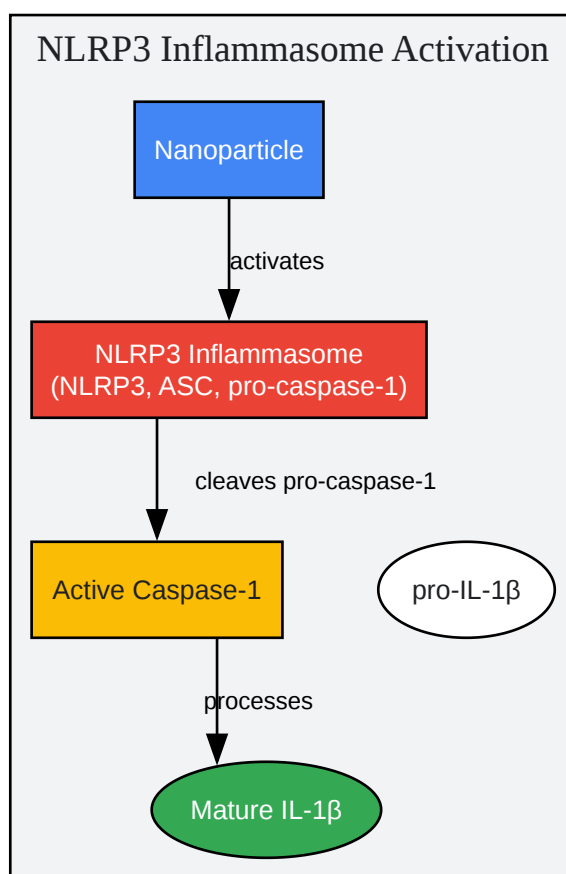 NLRP3 Inflammasome Activation
Nanoparticle
activates
NLRP3 Inflammasome
(NLRP3, ASC, pro-caspase-1)
cleaves pro-caspase-1
Active Caspase-1
pro-IL-1β
processes
Mature IL-1β